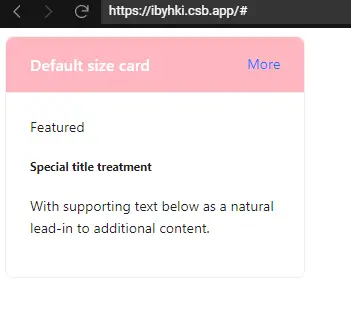 https://ibyhki.csb.app/#
Default size card More
Featured
Special title treatment
With supporting text below as a natural
lead-in to additional content.